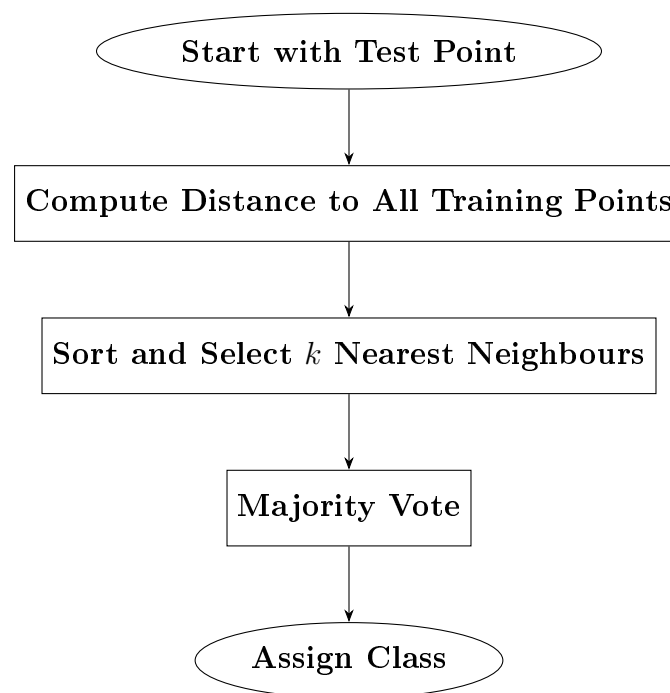 Start with Test Point
Compute Distance to All Training Points
Sort and Select k Nearest Neighbours
Majority Vote
Assign Class